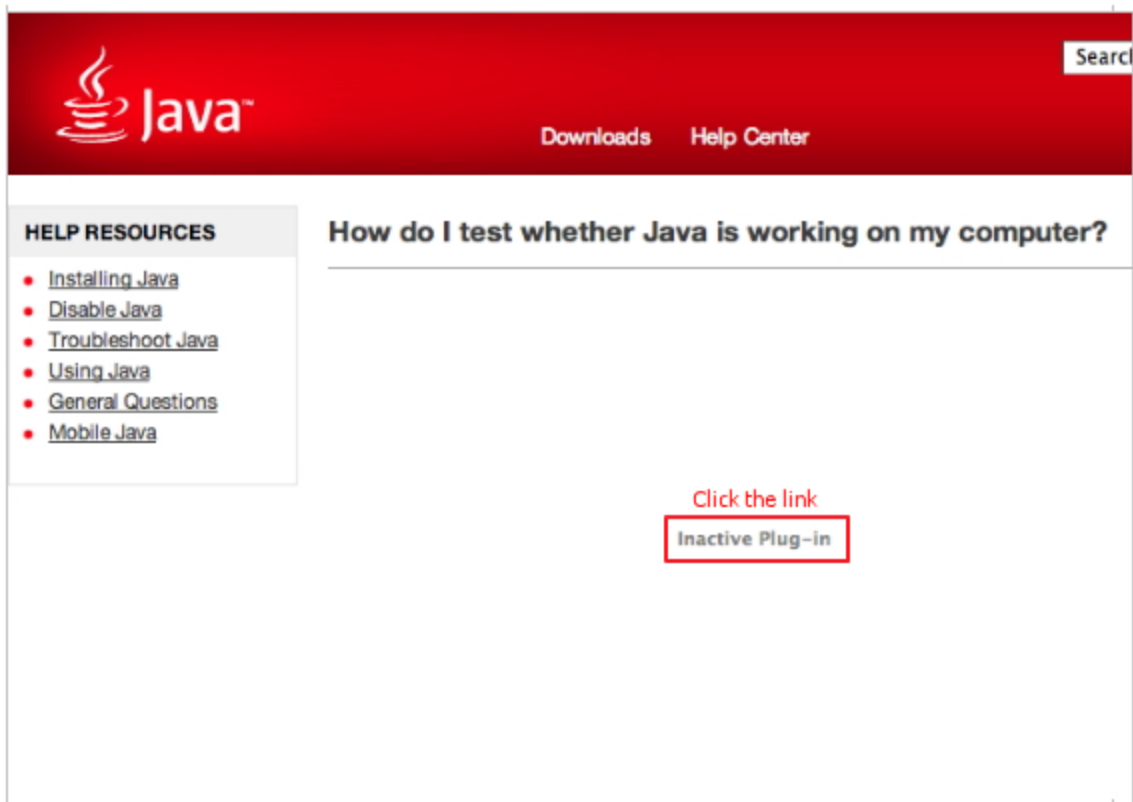 Search
Java™
Downloads Help Center
HELP RESOURCES
Installing Java
Disable Java
Troubleshoot Java
Using Java
General Questions
Mobile Java
How do I test whether Java is working on my computer?
Click the link
Inactive Plug-in